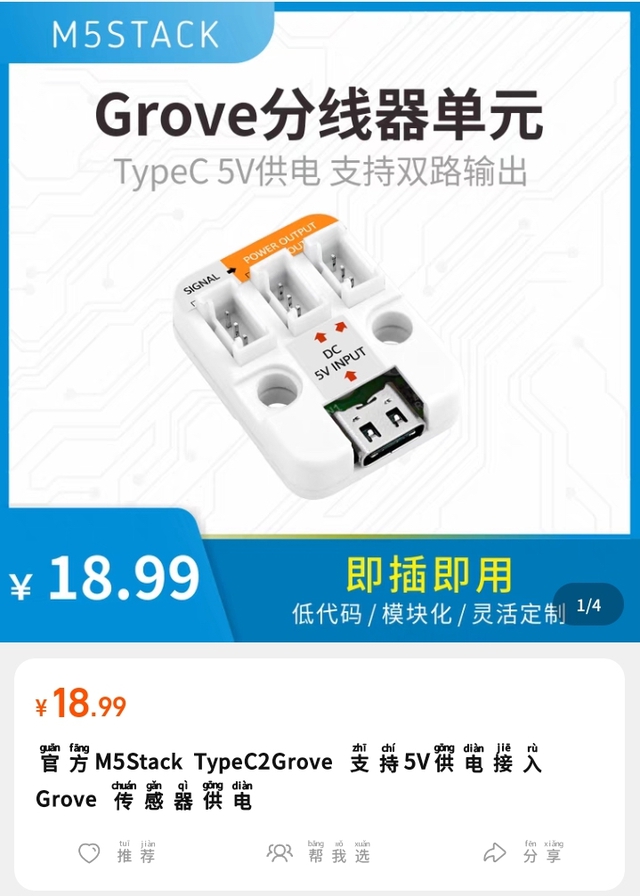 M5STACK
Grove分线器单元
TypeC 5V供电 支持双路输出
SIGNAL
POWER OUTPUT
DC
5V INPUT
¥ 18.99
即插即用
低代码 / 模块化 / 灵活定制
1/4
¥18.99
guān fāng zhī chí gōng diàn jiē rù
官方M5Stack TypeC2Grove 支持5V供电接入
chuán gǎn qì gōng diàn
Grove 传感器供电
tuī jiàn bāng wǒ xuǎn fēn xiǎng
推荐 帮我选 分享